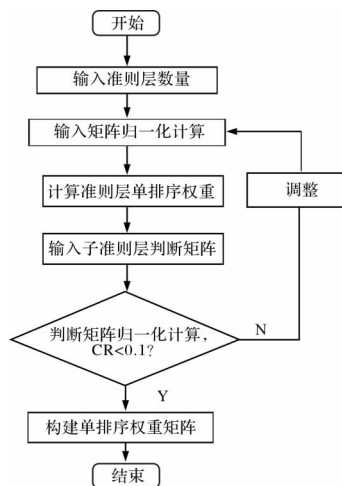 开始
输入准则层数量
输入矩阵归一化计算
计算准则层单排序权重
调整
输入子准则层判断矩阵
判断矩阵归一化计算，
CR<0.1?
N
Y
构建单排序权重矩阵
结束